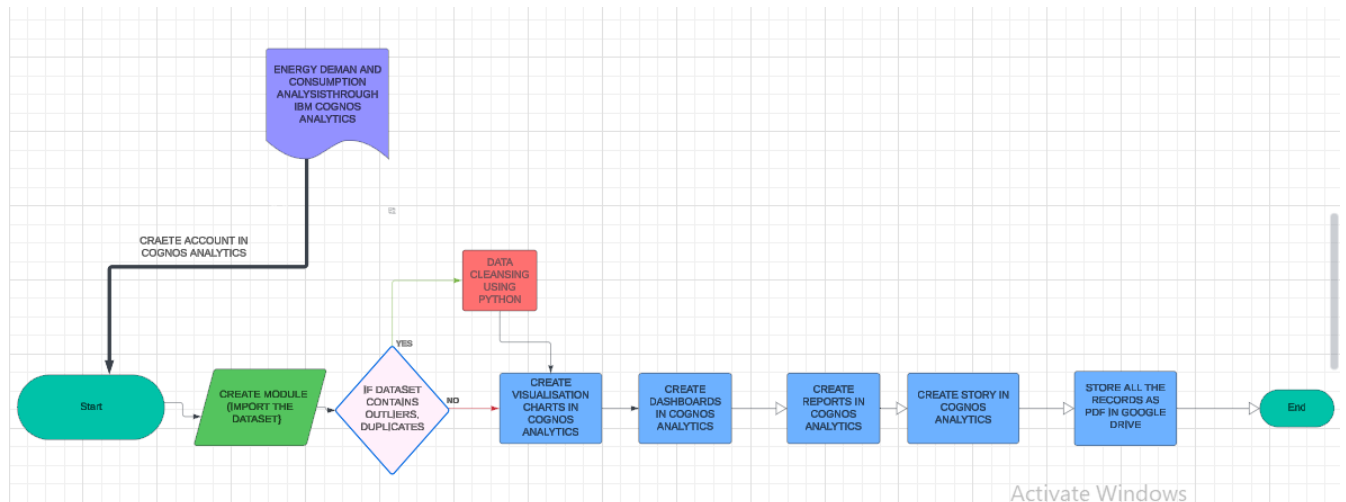 ENERGY DEMAN AND
CONSUMPTION
ANALYSISTHROUGH
IBM COGNOS
ANALYTICS
CRAETE ACCOUNT IN
COGNOS ANALYTICS
DATA
CLEANSING
USING
PYTHON
YES
Start
CREATE MODULE
(IMPORT THE
DATASET)
IF DATASET
CONTAINS
OUTLIERS,
DUPLICATES
NO
CREATE
VISUALISATION
CHARTS IN
COGNOS
ANALYTICS
CREATE
DASHBOARDS
IN COGNOS
ANALYTICS
CREATE
REPORTS IN
COGNOS
ANALYTICS
CREATE STORY IN
COGNOS
ANALYTICS
STORE ALL THE
RECORDS AS
PDF IN GOOGLE
DRIVE
End
Activate Windows